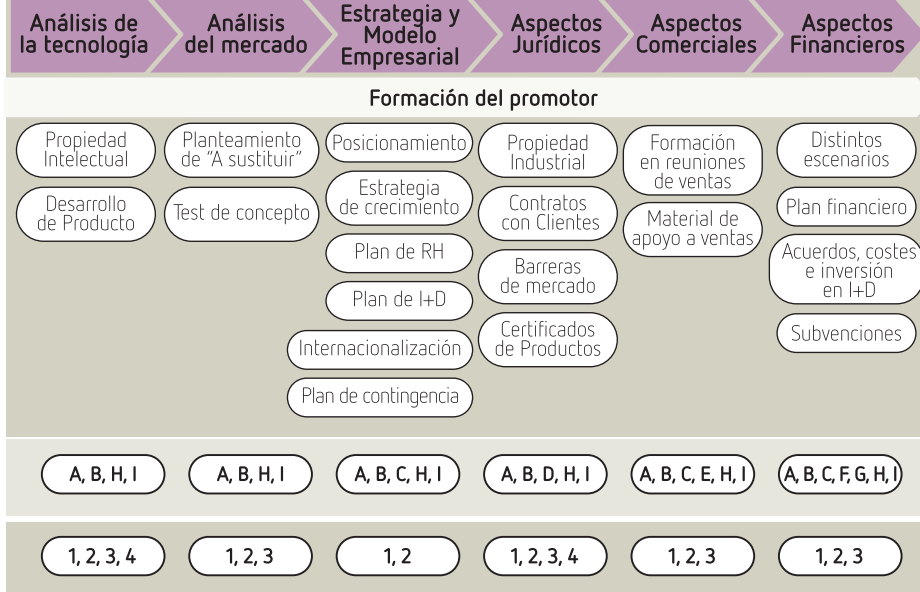 Análisis de
la tecnología
Análisis
del mercado
Estrategia y
Modelo
Empresarial
Aspectos
Jurídicos
Aspectos
Comerciales
Aspectos
Financieros
Formación del promotor
Propiedad
Intelectual
Desarrollo
de Producto
Planteamiento
de "A sustituir"
Test de concepto
Posicionamiento
Estrategia
de crecimiento
Plan de RH
Plan de I+D
Internacionalización
Plan de contingencia
Propiedad
Industrial
Contratos
con Clientes
Barreras
de mercado
Certificados
de Productos
Formación
en reuniones
de ventas
Material de
apoyo a ventas
Distintos
escenarios
Plan financiero
Acuerdos, costes
e inversión
en I+D
Subvenciones
A, B, H, I
A, B, H, I
A, B, C, H, I
A, B, D, H, I
A, B, C, E, H, I
A, B, C, F, G, H, I
1, 2, 3, 4
1, 2, 3
1, 2
1, 2, 3, 4
1, 2, 3
1, 2, 3